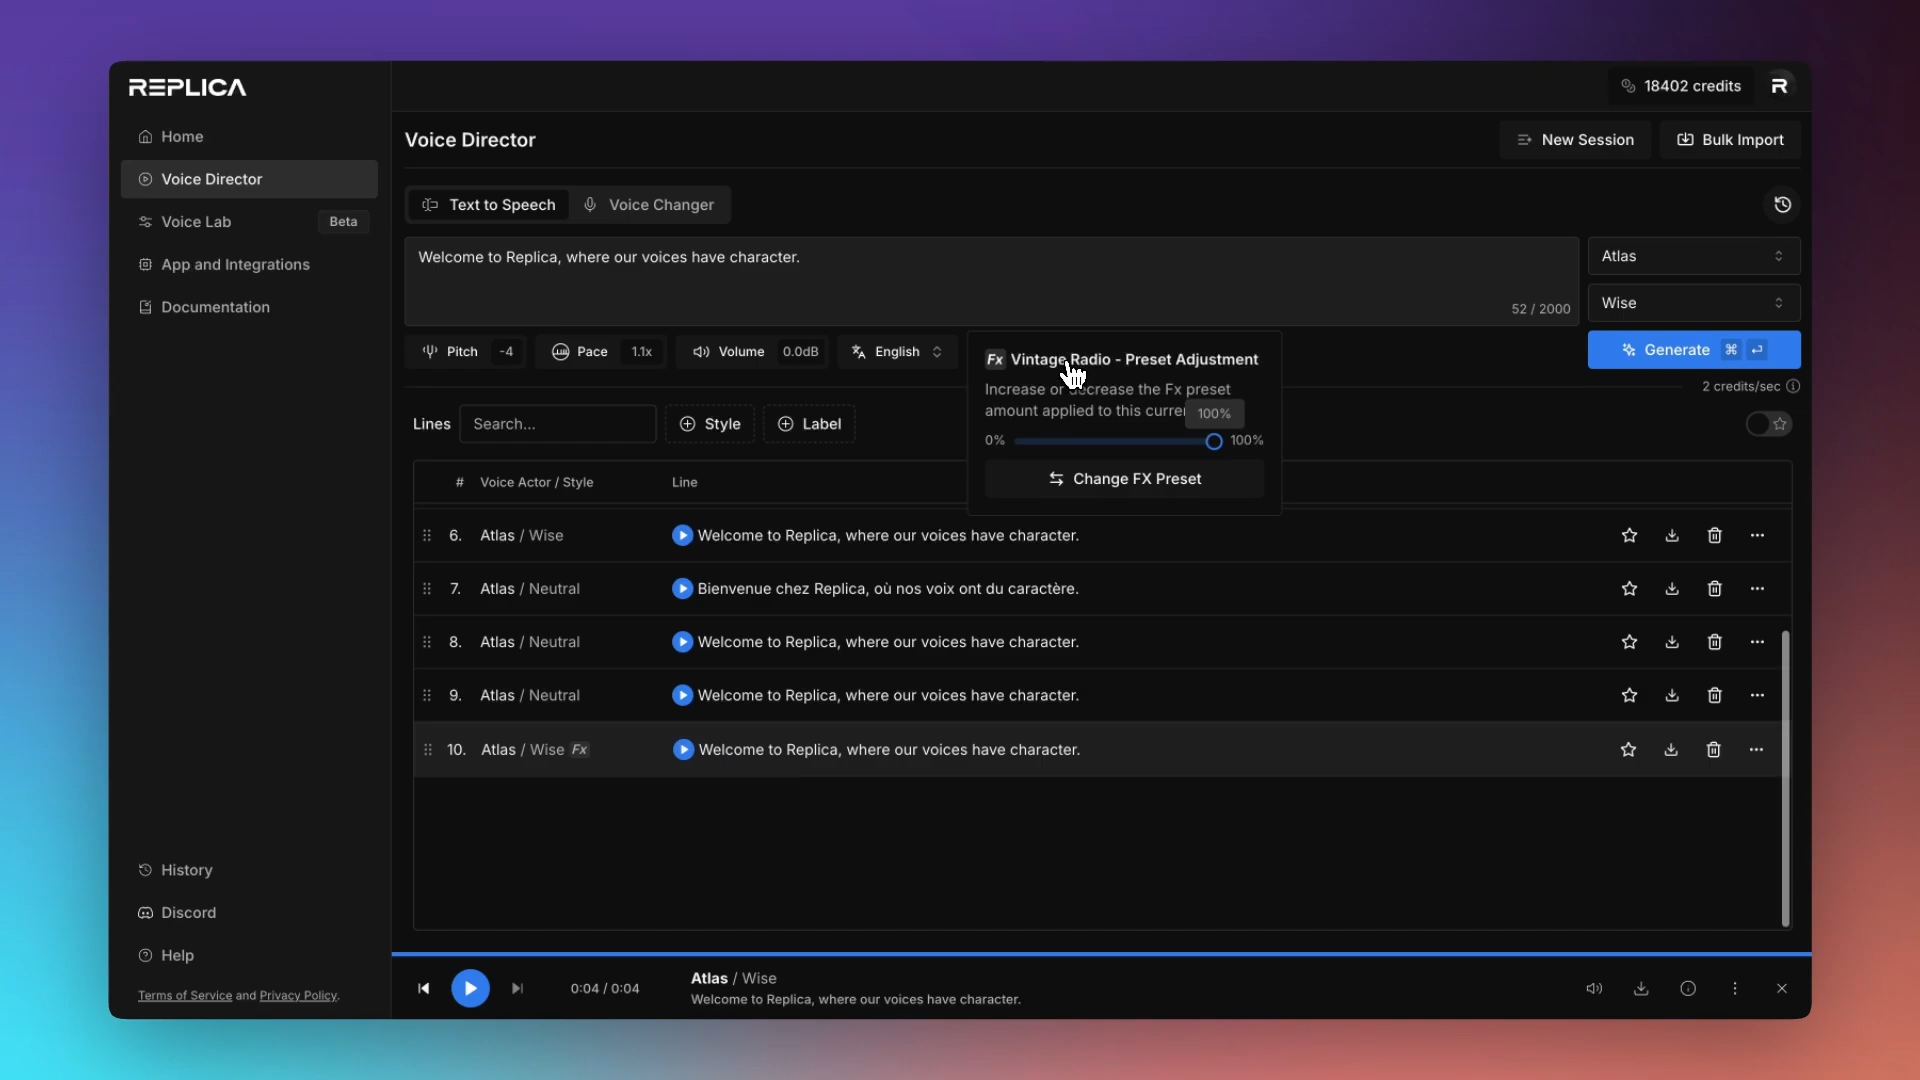 REPLICA
18402 credits
R
Home
Voice Director
Voice Lab
Beta
App and Integrations
Documentation
Voice Director
New Session
Bulk Import
Text to Speech
Voice Changer
Welcome to Replica, where our voices have character.
52 / 2000
Atlas
Wise
Pitch -4
Pace 1.1x
Volume 0.0dB
English
Generate ⌘ ↵
2 credits/sec
Fx Vintage Radio - Preset Adjustment
Increase or decrease the Fx preset
amount applied to this
100%
0% 100%
Change FX Preset
Lines
Search...
Style
Label
# Voice Actor / Style Line
6. Atlas / Wise Welcome to Replica, where our voices have character.
7. Atlas / Neutral Bienvenue chez Replica, où nos voix ont du caractère.
8. Atlas / Neutral Welcome to Replica, where our voices have character.
9. Atlas / Neutral Welcome to Replica, where our voices have character.
10. Atlas / Wise Fx Welcome to Replica, where our voices have character.
History
Discord
Help
Terms of Service and Privacy Policy.
0:04 / 0:04
Atlas / Wise
Welcome to Replica, where our voices have character.